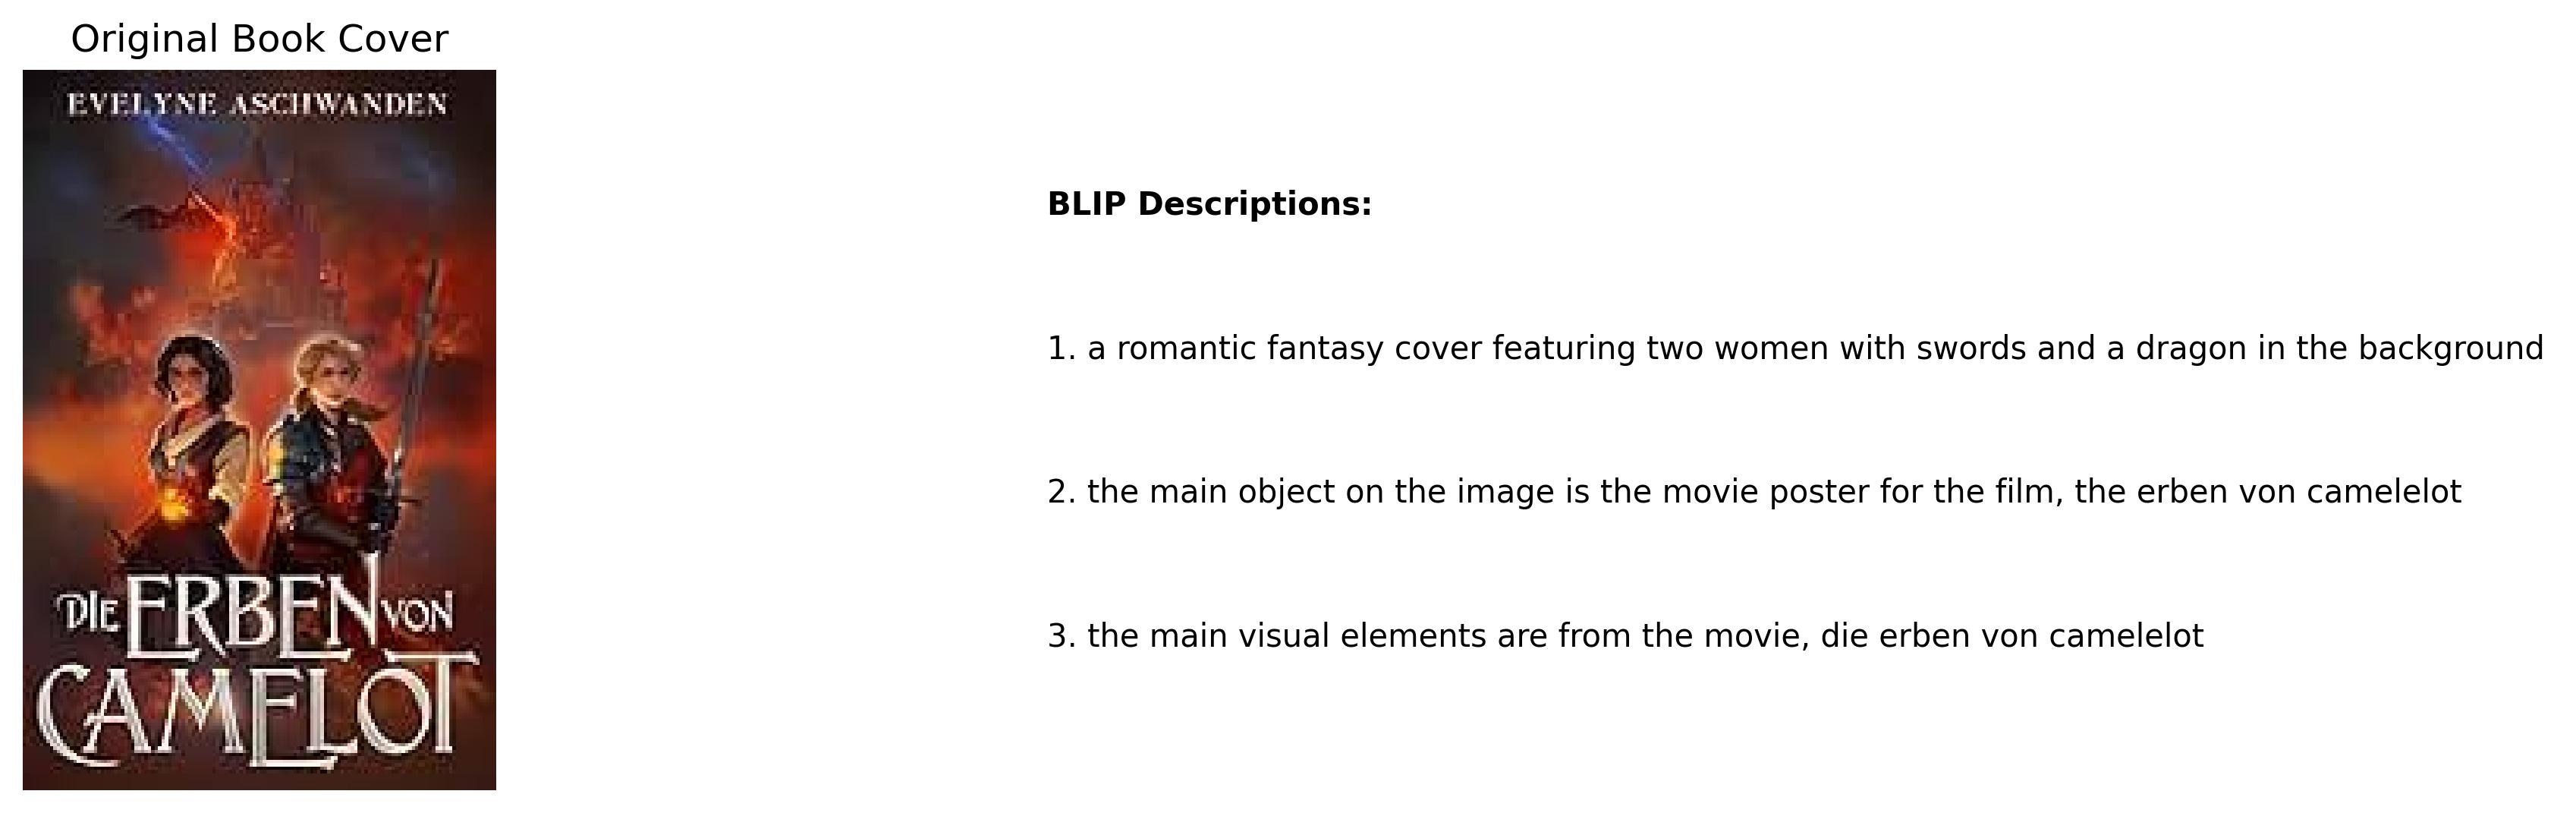 Original Book Cover
EVELYNE ASCHWANDEN
DIE ERBEN VON
CAMELOT
BLIP Descriptions:
1. a romantic fantasy cover featuring two women with swords and a dragon in the background
2. the main object on the image is the movie poster for the film, the erben von camelelot
3. the main visual elements are from the movie, die erben von camelelot